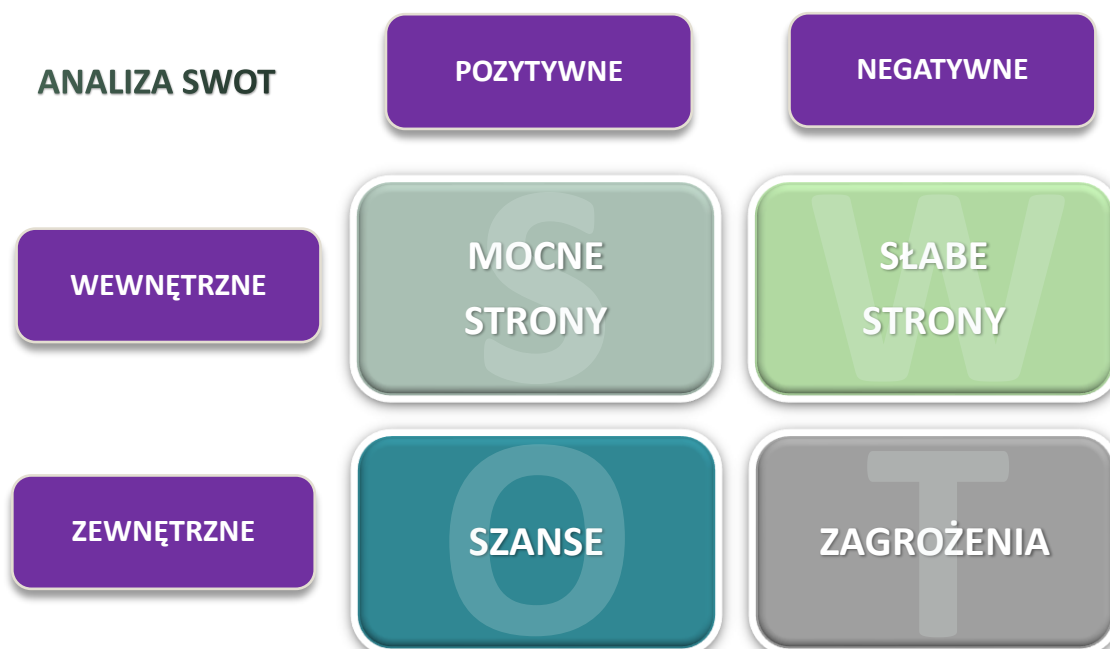 ANALIZA SWOT
POZYTYWNE
NEGATYWNE
WEWNĘTRZNE
S
MOCNE
STRONY
W
SŁABE
STRONY
ZEWNĘTRZNE
O
SZANSE
T
ZAGROŻENIA